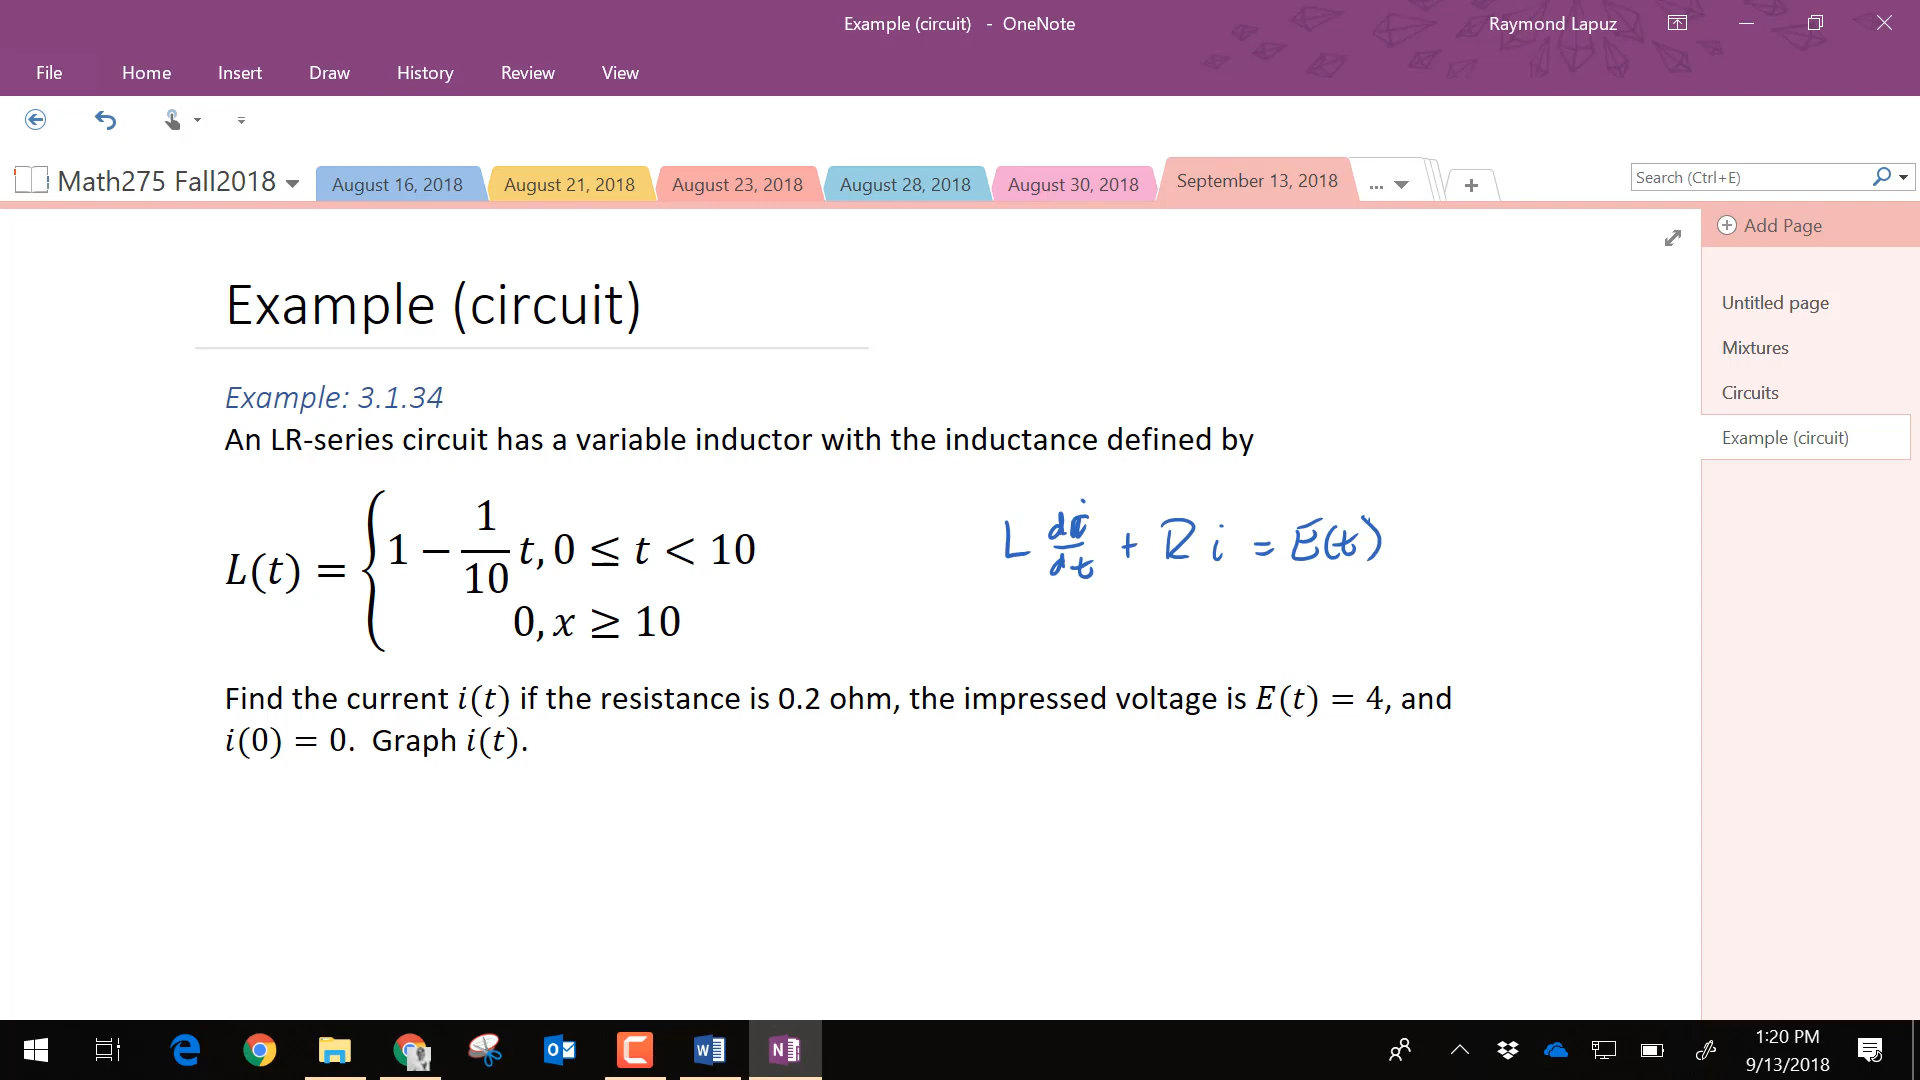 Example (circuit) - OneNote
Raymond Lapuz
File Home Insert Draw History Review View
Math275 Fall2018
August 16, 2018 August 21, 2018 August 23, 2018 August 28, 2018 August 30, 2018 September 13, 2018 ... +
Search (Ctrl+E)
Add Page
Untitled page
Mixtures
Circuits
Example (circuit)
Example (circuit)
Example: 3.1.34
An LR-series circuit has a variable inductor with the inductance defined by
L(t) = { 1 − 1/10 t, 0 ≤ t < 10
0, x ≥ 10
L di/dt + R i = E(t)
Find the current i(t) if the resistance is 0.2 ohm, the impressed voltage is E(t) = 4, and
i(0) = 0. Graph i(t).
1:20 PM
9/13/2018